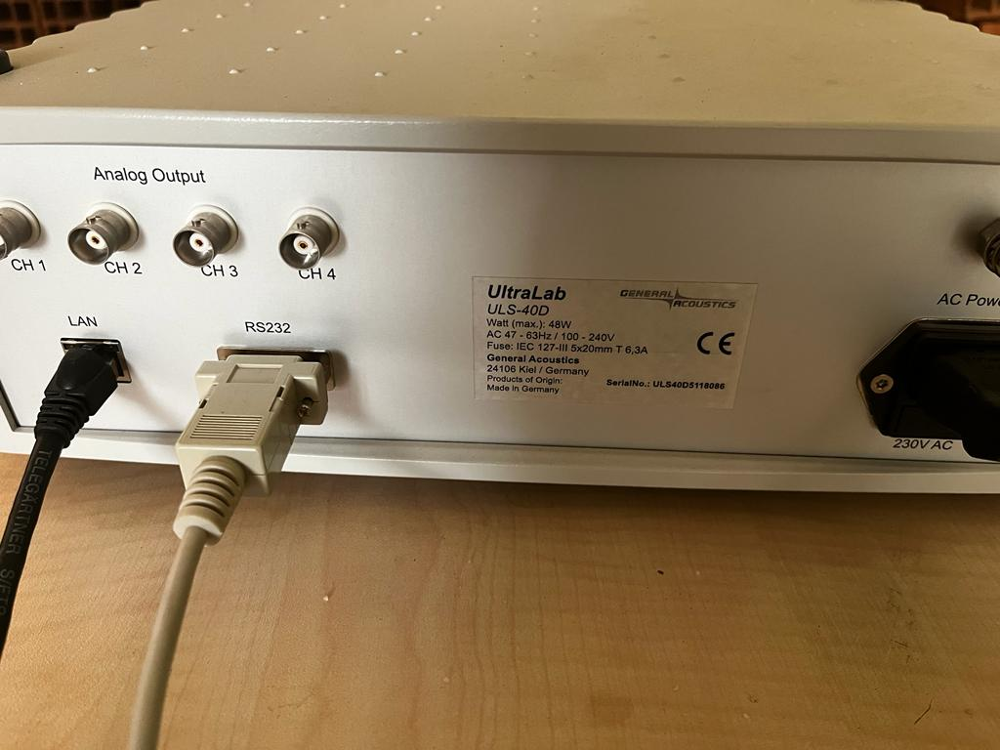 Analog Output
CH 1
CH 2
CH 3
CH 4
LAN
RS232
UltraLab
ULS-40D
GENERAL
ACOUSTICS
Watt (max.): 48W
AC 47 - 63Hz / 100 - 240V
Fuse: IEC 127-III 5x20mm T 6,3A
General Acoustics
24106 Kiel / Germany
Products of Origin:
Made in Germany
CE
SerialNo.: ULS40D5118086
AC Powe
230V AC
TELEGÄRTNER